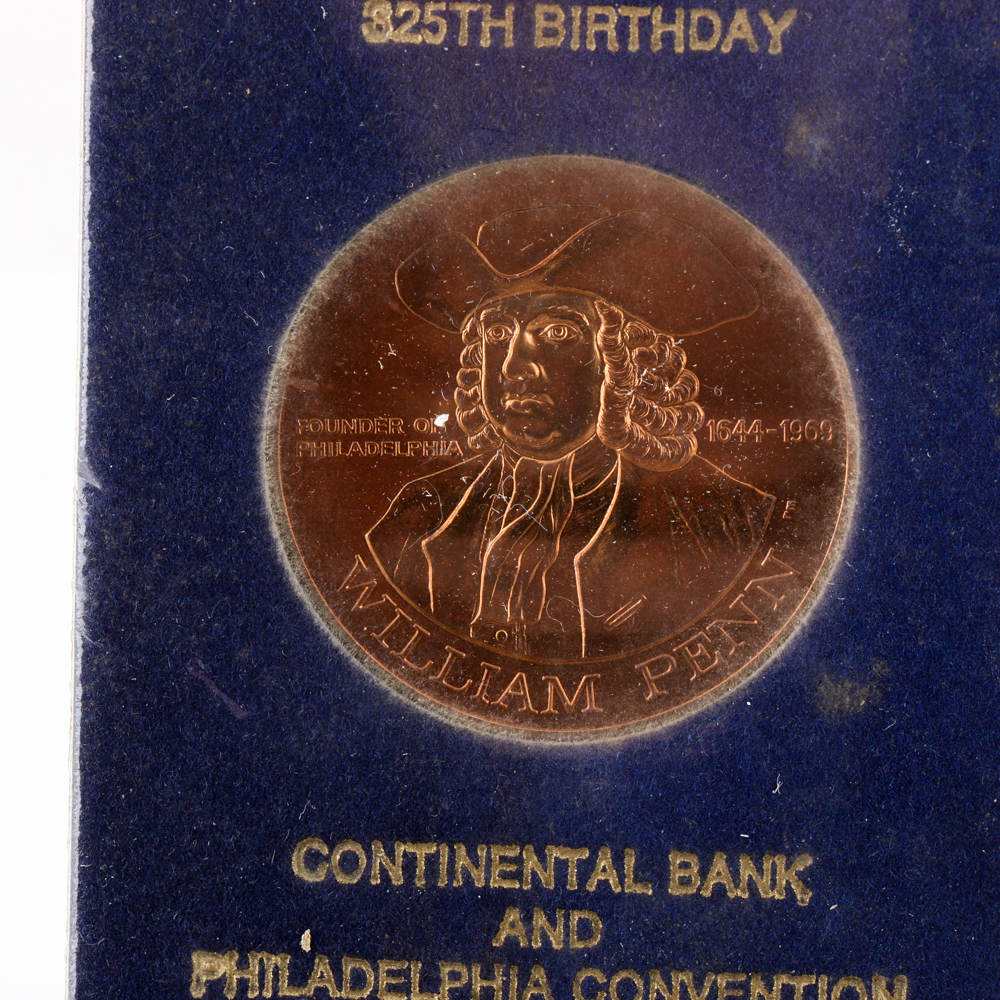 325TH BIRTHDAY
FOUNDER OF
PHILADELPHIA
1644-1969
E
WILLIAM PENN
CONTINENTAL BANK
AND
PHILADELPHIA CONVENTION